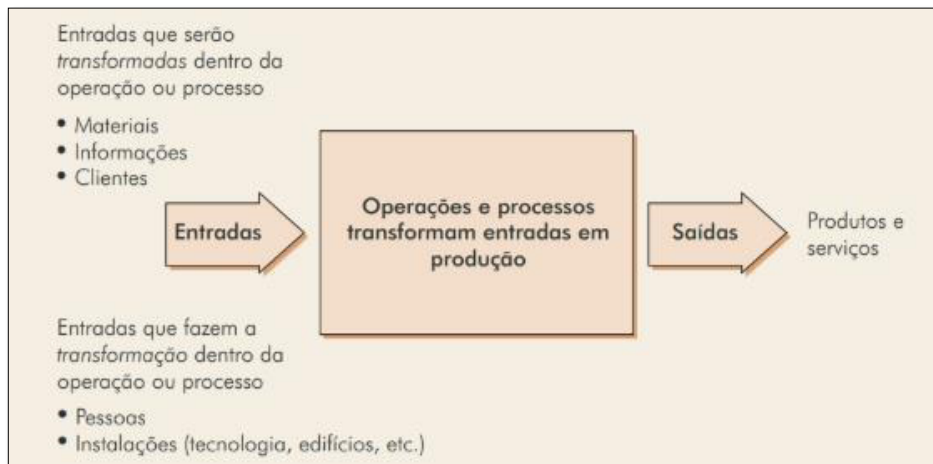 Entradas que serão
transformadas dentro da
operação ou processo
• Materiais
• Informações
• Clientes
Entradas
Operações e processos
transformam entradas em
produção
Saídas
Produtos e
serviços
Entradas que fazem a
transformação dentro da
operação ou processo
• Pessoas
• Instalações (tecnologia, edifícios, etc.)